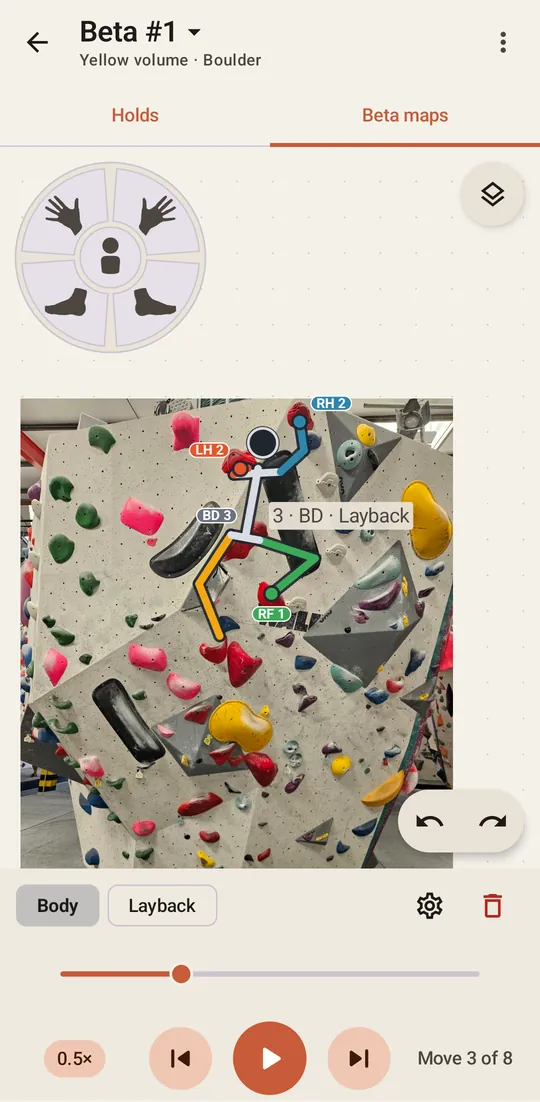 Beta #1
Yellow volume · Boulder
Holds
Beta maps
RH 2
LH 2
BD 3
3 · BD · Layback
RF 1
Body
Layback
0.5×
Move 3 of 8